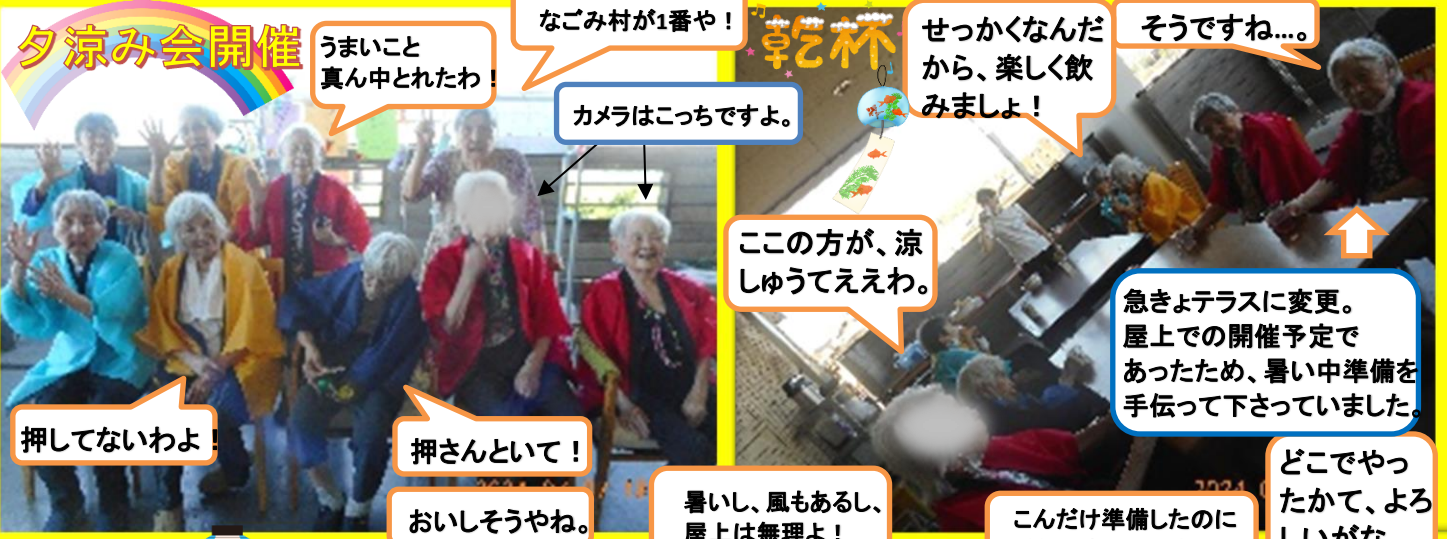 夕涼み会開催
うまいこと
真ん中とれたわ！
なごみ村が1番や！
カメラはこっちですよ。
押してないわよ！
押さんといて！
おいしそうやね。
乾杯
せっかくなんだ
から、楽しく飲
みましょ！
そうですね…。
ここの方が、涼
しゅうてええわ。
急きょテラスに変更。
屋上での開催予定で
あったため、暑い中準備を
手伝って下さっていました。
暑いし、風もあるし、
屋上は無理よ！
こんだけ準備したのに
どこでやっ
たかて、よろ
しいがな